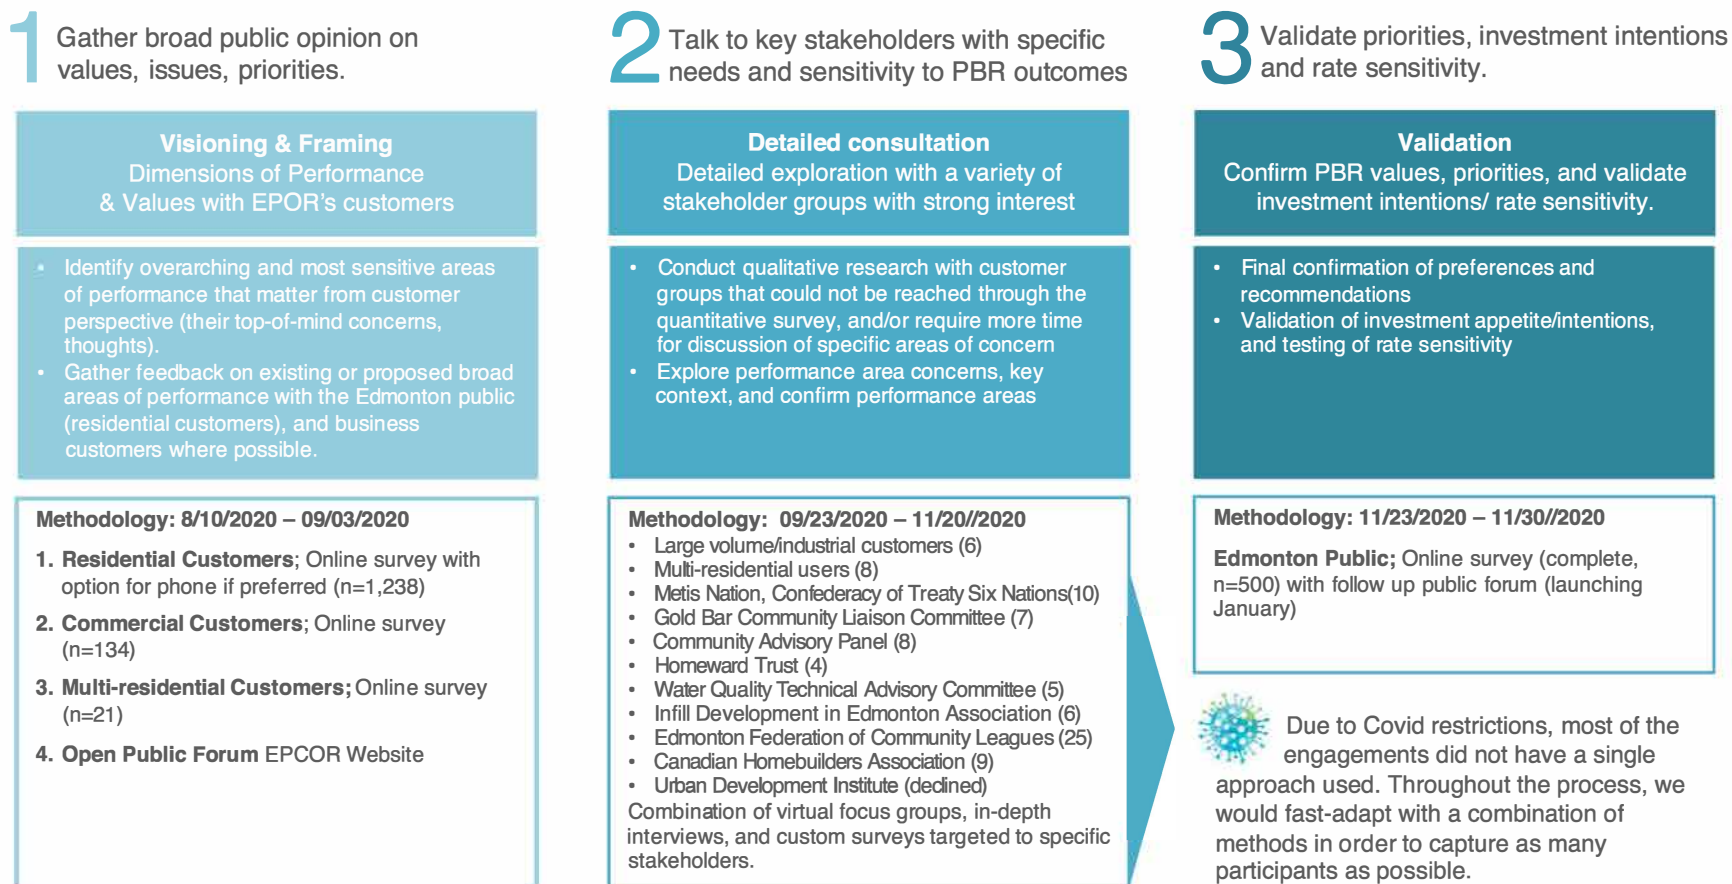 1
Gather broad public opinion on
values, issues, priorities.
Visioning & Framing
Dimensions of Performance
& Values with EPOR's customers
• Identify overarching and most sensitive areas
of performance that matter from customer
perspective (their top-of-mind concerns,
thoughts).
• Gather feedback on existing or proposed broad
areas of performance with the Edmonton public
(residential customers), and business
customers where possible.
Methodology: 8/10/2020 – 09/03/2020
1. Residential Customers; Online survey with
option for phone if preferred (n=1,238)
2. Commercial Customers; Online survey
(n=134)
3. Multi-residential Customers; Online survey
(n=21)
4. Open Public Forum EPCOR Website
2
Talk to key stakeholders with specific
needs and sensitivity to PBR outcomes
Detailed consultation
Detailed exploration with a variety of
stakeholder groups with strong interest
• Conduct qualitative research with customer
groups that could not be reached through the
quantitative survey, and/or require more time
for discussion of specific areas of concern
• Explore performance area concerns, key
context, and confirm performance areas
Methodology: 09/23/2020 – 11/20//2020
• Large volume/industrial customers (6)
• Multi-residential users (8)
• Metis Nation, Confederacy of Treaty Six Nations(10)
• Gold Bar Community Liaison Committee (7)
• Community Advisory Panel (8)
• Homeward Trust (4)
• Water Quality Technical Advisory Committee (5)
• Infill Development in Edmonton Association (6)
• Edmonton Federation of Community Leagues (25)
• Canadian Homebuilders Association (9)
• Urban Development Institute (declined)
Combination of virtual focus groups, in-depth
interviews, and custom surveys targeted to specific
stakeholders.
3
Validate priorities, investment intentions
and rate sensitivity.
Validation
Confirm PBR values, priorities, and validate
investment intentions/ rate sensitivity.
• Final confirmation of preferences and
recommendations
• Validation of investment appetite/intentions,
and testing of rate sensitivity
Methodology: 11/23/2020 – 11/30//2020
Edmonton Public; Online survey (complete,
n=500) with follow up public forum (launching
January)
Due to Covid restrictions, most of the
engagements did not have a single
approach used. Throughout the process, we
would fast-adapt with a combination of
methods in order to capture as many
participants as possible.